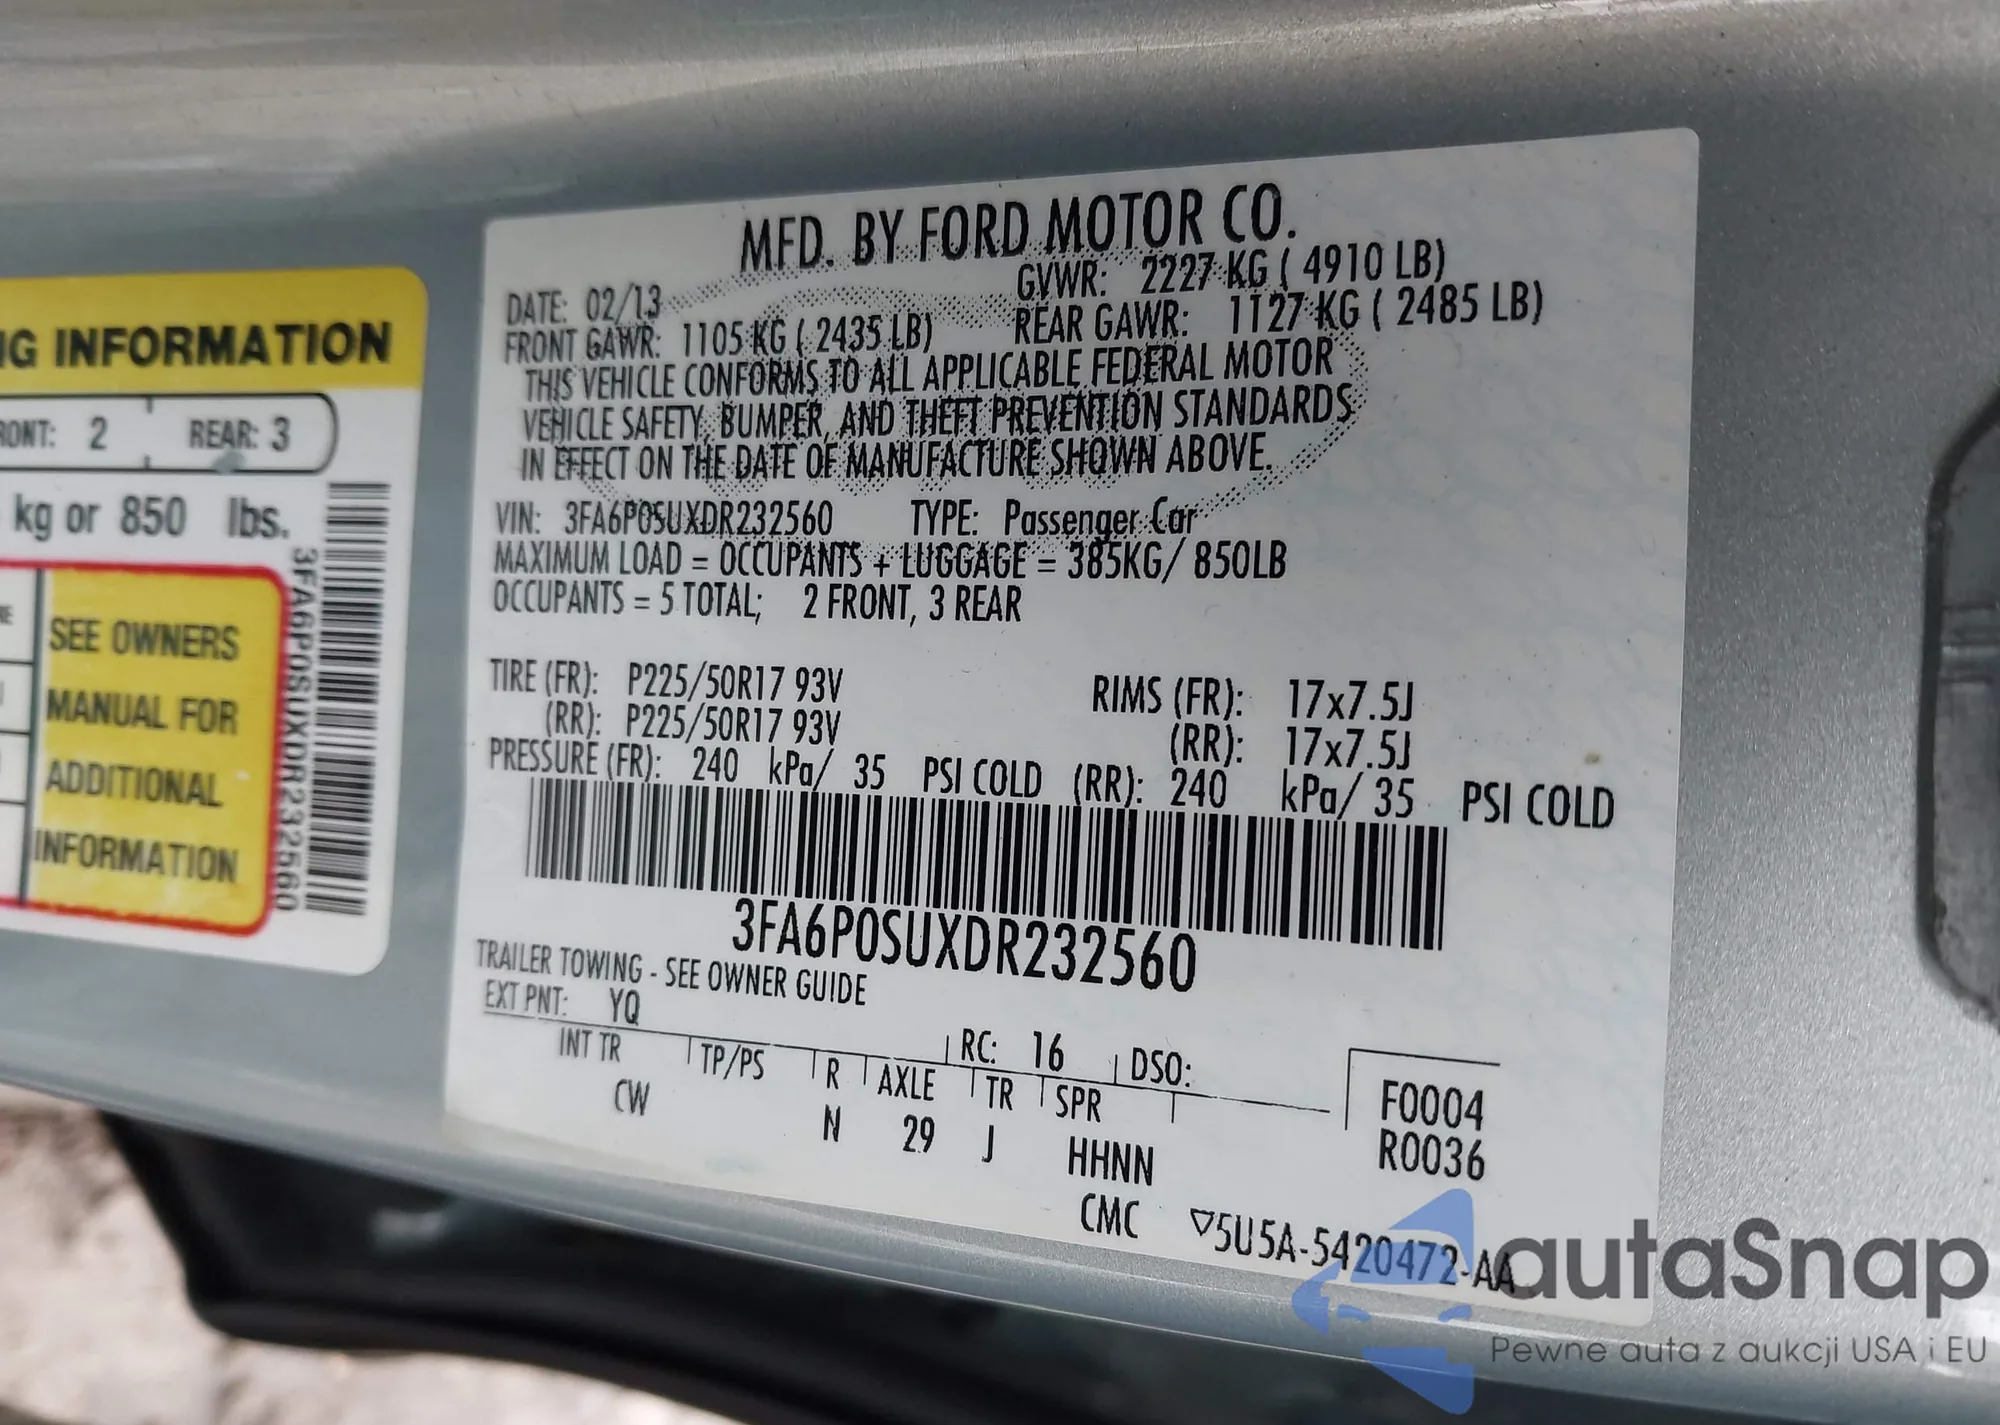 NG INFORMATION
RONT: 2 REAR: 3
kg or 850 lbs.
SEE OWNERS
MANUAL FOR
ADDITIONAL
INFORMATION
3FA6P0SUXDR232560
MFD. BY FORD MOTOR CO.
DATE: 02/13 GVWR: 2227 KG ( 4910 LB)
FRONT GAWR: 1105 KG ( 2435 LB) REAR GAWR: 1127 KG ( 2485 LB)
THIS VEHICLE CONFORMS TO ALL APPLICABLE FEDERAL MOTOR
VEHICLE SAFETY, BUMPER, AND THEFT PREVENTION STANDARDS
IN EFFECT ON THE DATE OF MANUFACTURE SHOWN ABOVE.
VIN: 3FA6P0SUXDR232560 TYPE: Passenger Car
MAXIMUM LOAD = OCCUPANTS + LUGGAGE = 385KG/ 850LB
OCCUPANTS = 5 TOTAL; 2 FRONT, 3 REAR
TIRE (FR): P225/50R17 93V RIMS (FR): 17x7.5J
(RR): P225/50R17 93V (RR): 17x7.5J
PRESSURE (FR): 240 kPa/ 35 PSI COLD (RR): 240 kPa/ 35 PSI COLD
3FA6P0SUXDR232560
TRAILER TOWING - SEE OWNER GUIDE
EXT PNT: YQ RC: 16 DSO:
INT TR TP/PS R AXLE TR SPR F0004
CW N 29 J HHNN R0036
CMC ▽5U5A-5420472-AA
autaSnap
Pewne auta z aukcji USA i EU